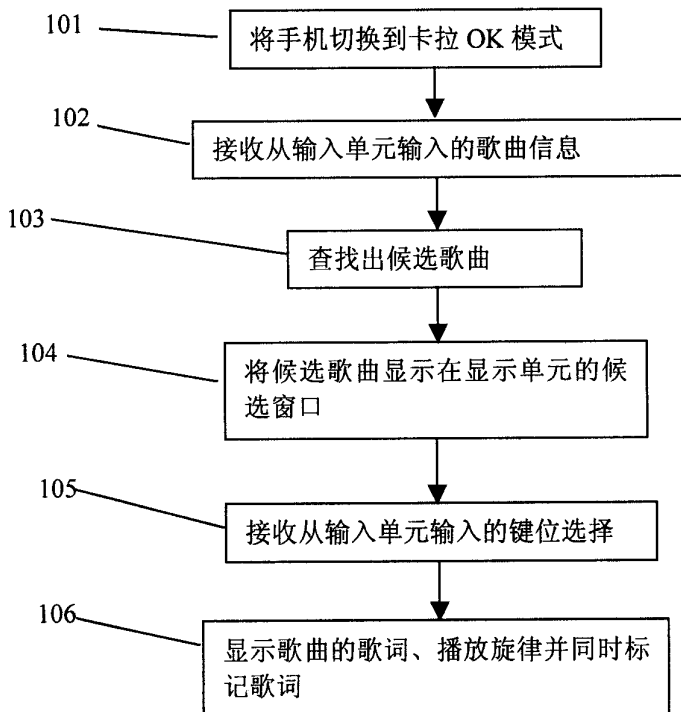 101
将手机切换到卡拉 OK 模式
102
接收从输入单元输入的歌曲信息
103
查找出候选歌曲
104
将候选歌曲显示在显示单元的候
选窗口
105
接收从输入单元输入的键位选择
106
显示歌曲的歌词、播放旋律并同时标
记歌词